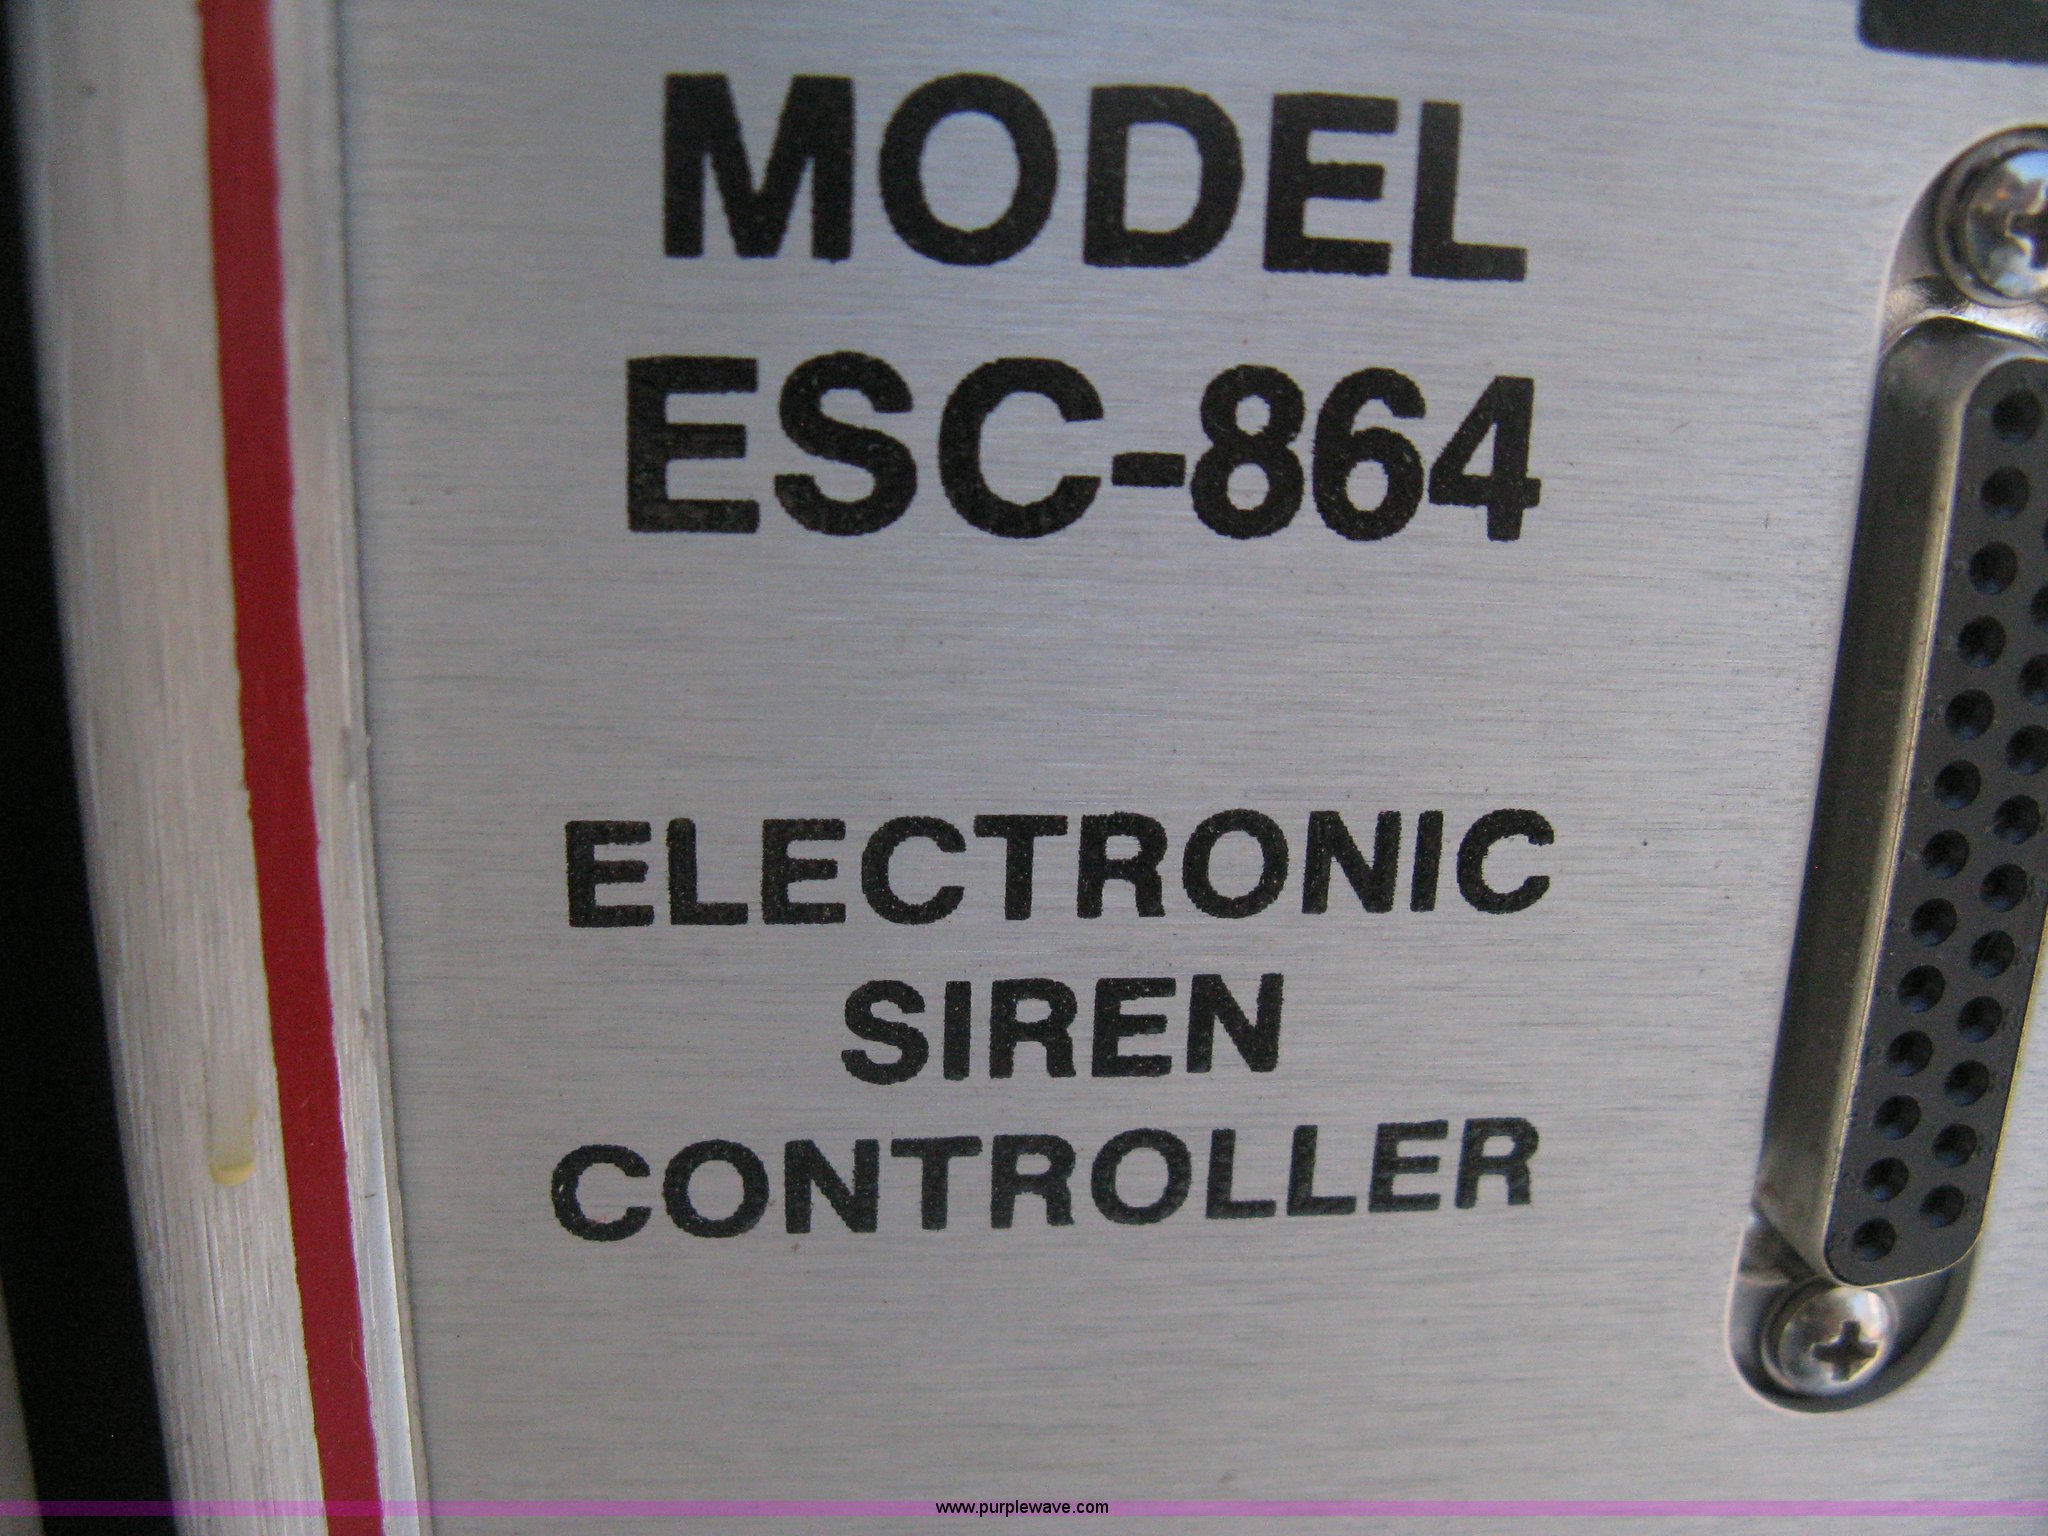 MODEL
ESC-864
ELECTRONIC
SIREN
CONTROLLER
www.purplewave.com